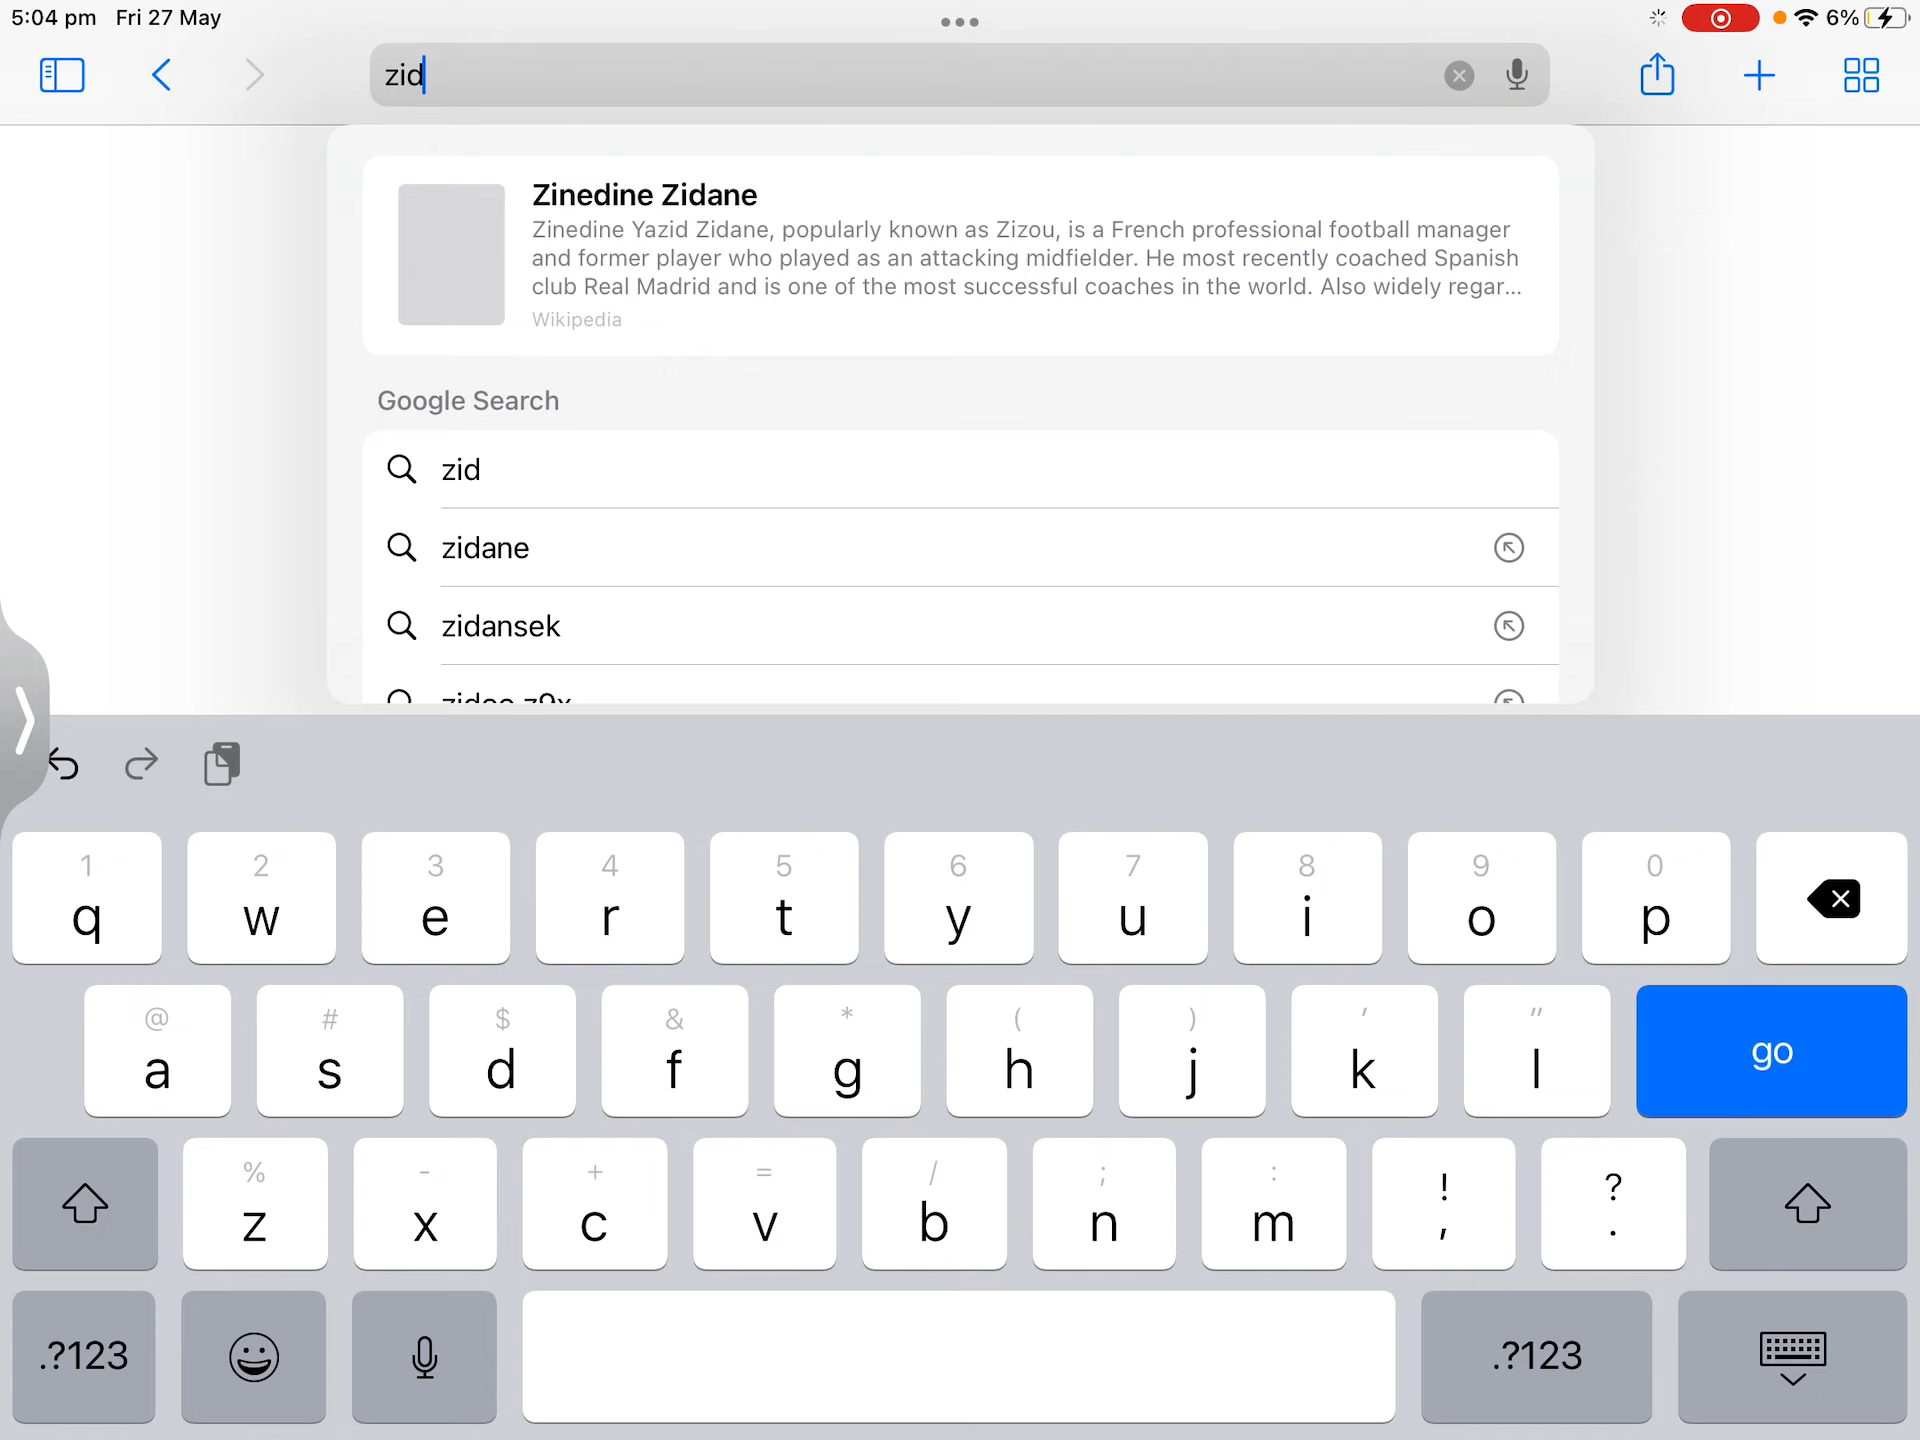 5:04 pm Fri 27 May
6%
zid
Zinedine Zidane
Zinedine Yazid Zidane, popularly known as Zizou, is a French professional football manager
and former player who played as an attacking midfielder. He most recently coached Spanish
club Real Madrid and is one of the most successful coaches in the world. Also widely regar...
Wikipedia
Google Search
zid
zidane
zidansek
1 2 3 4 5 6 7 8 9 0
q w e r t y u i o p
@ # $ & * ( ) ' "
a s d f g h j k l go
% - + = / ; : ! ?
z x c v b n m , .
.?123 .?123